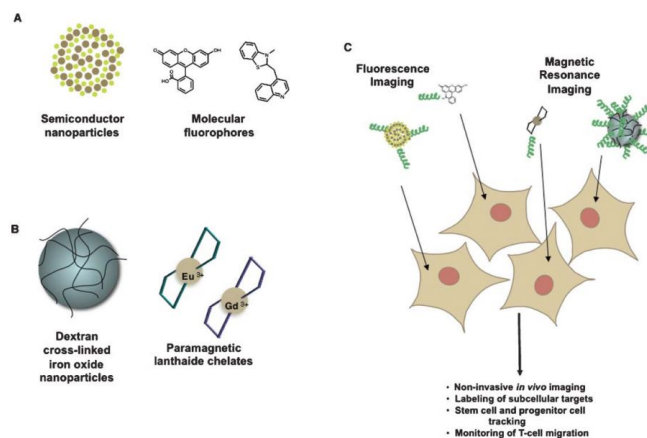 A
Semiconductor
nanoparticles
O
OH
CO₂H
Molecular
fluorophores
B
Dextran
cross-linked
iron oxide
nanoparticles
Eu 3+
Gd 3+
Paramagnetic
lanthaide chelates
C
Fluorescence
Imaging
Magnetic
Resonance
Imaging
• Non-invasive in vivo imaging
• Labeling of subcellular targets
• Stem cell and progenitor cell
tracking
• Monitoring of T-cell migration